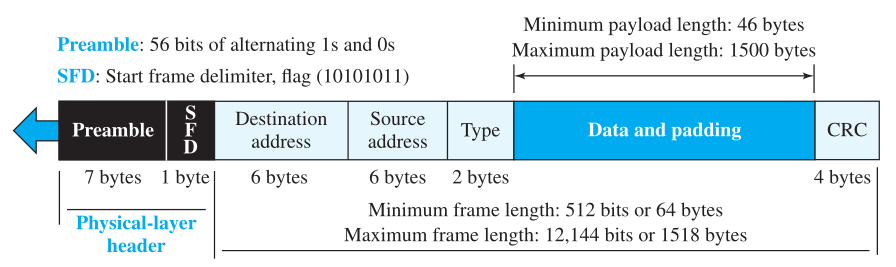 Minimum payload length: 46 bytes
Preamble: 56 bits of alternating 1s and 0s
Maximum payload length: 1500 bytes
SFD: Start frame delimiter, flag (10101011)
Preamble
S
F
D
Destination
address
Source
address
Type
Data and padding
CRC
7 bytes
1 byte
6 bytes
6 bytes
2 bytes
4 bytes
Physical-layer
header
Minimum frame length: 512 bits or 64 bytes
Maximum frame length: 12,144 bits or 1518 bytes